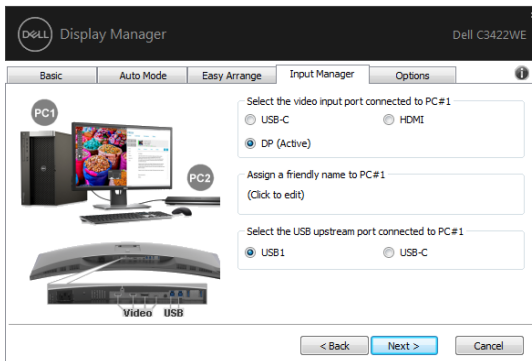 DELL Display Manager Dell C3422WE
Basic Auto Mode Easy Arrange Input Manager Options
PC1
PC2
Video USB
Select the video input port connected to PC#1
USB-C HDMI
DP (Active)
Assign a friendly name to PC#1
(Click to edit)
Select the USB upstream port connected to PC#1
USB1 USB-C
< Back Next > Cancel